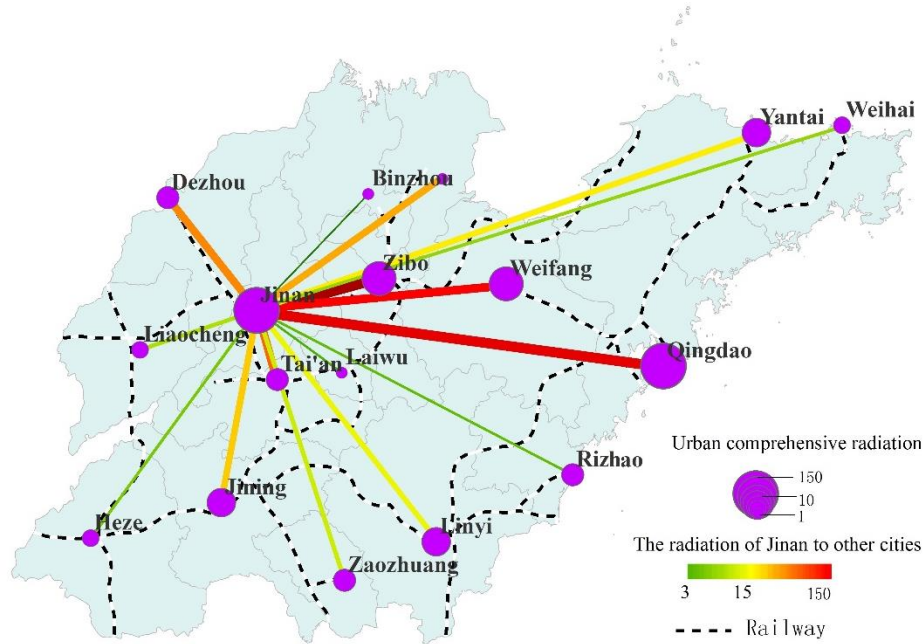 Yantai
Weihai
Dezhou
Binzhou
Zibo
Weifang
Jinan
Liaocheng
Tai'an
Laiwu
Qingdao
Rizhao
Jining
Heze
Linyi
Zaozhuang
Urban comprehensive radiation
150
10
1
The radiation of Jinan to other cities
3 15 150
Railway